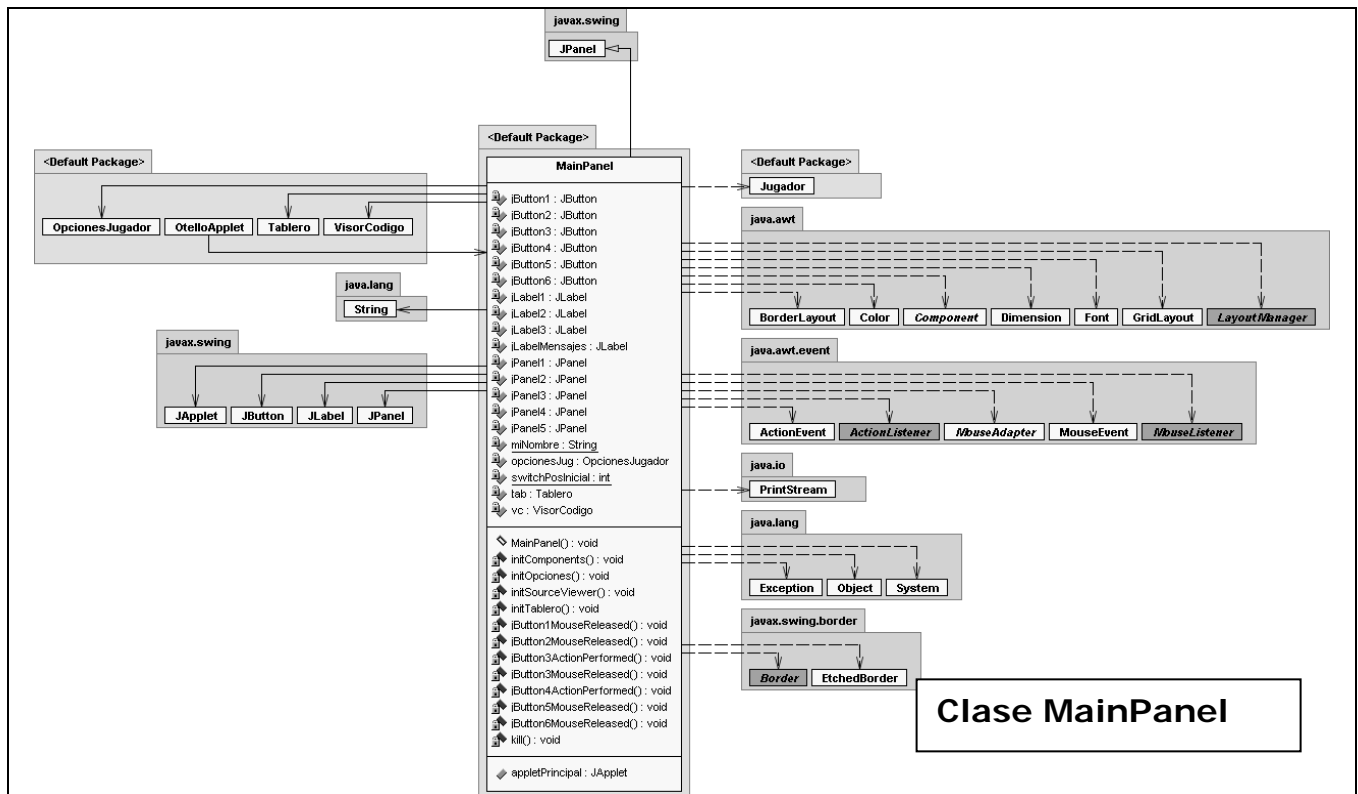 javax.swing
JPanel
<Default Package>
OpcionesJugador
OtelloApplet
Tablero
VisorCodigo
java.lang
String
javax.swing
JApplet
JButton
JLabel
JPanel
<Default Package>
MainPanel
jButton1 : JButton
jButton2 : JButton
jButton3 : JButton
jButton4 : JButton
jButton5 : JButton
jButton6 : JButton
jLabel1 : JLabel
jLabel2 : JLabel
jLabel3 : JLabel
jLabelMensajes : JLabel
jPanel1 : JPanel
jPanel2 : JPanel
jPanel3 : JPanel
jPanel4 : JPanel
jPanel5 : JPanel
miNombre : String
opcionesJug : OpcionesJugador
switchPosInicial : int
tab : Tablero
vc : VisorCodigo
MainPanel() : void
initComponents() : void
initOpciones() : void
initSourceViewer() : void
initTablero() : void
jButton1MouseReleased() : void
jButton2MouseReleased() : void
jButton3ActionPerformed() : void
jButton3MouseReleased() : void
jButton4ActionPerformed() : void
jButton5MouseReleased() : void
jButton6MouseReleased() : void
kill() : void
appletPrincipal : JApplet
<Default Package>
Jugador
java.awt
BorderLayout
Color
Component
Dimension
Font
GridLayout
LayoutManager
java.awt.event
ActionEvent
ActionListener
MouseAdapter
MouseEvent
MouseListener
java.io
PrintStream
java.lang
Exception
Object
System
javax.swing.border
Border
EtchedBorder
Clase MainPanel